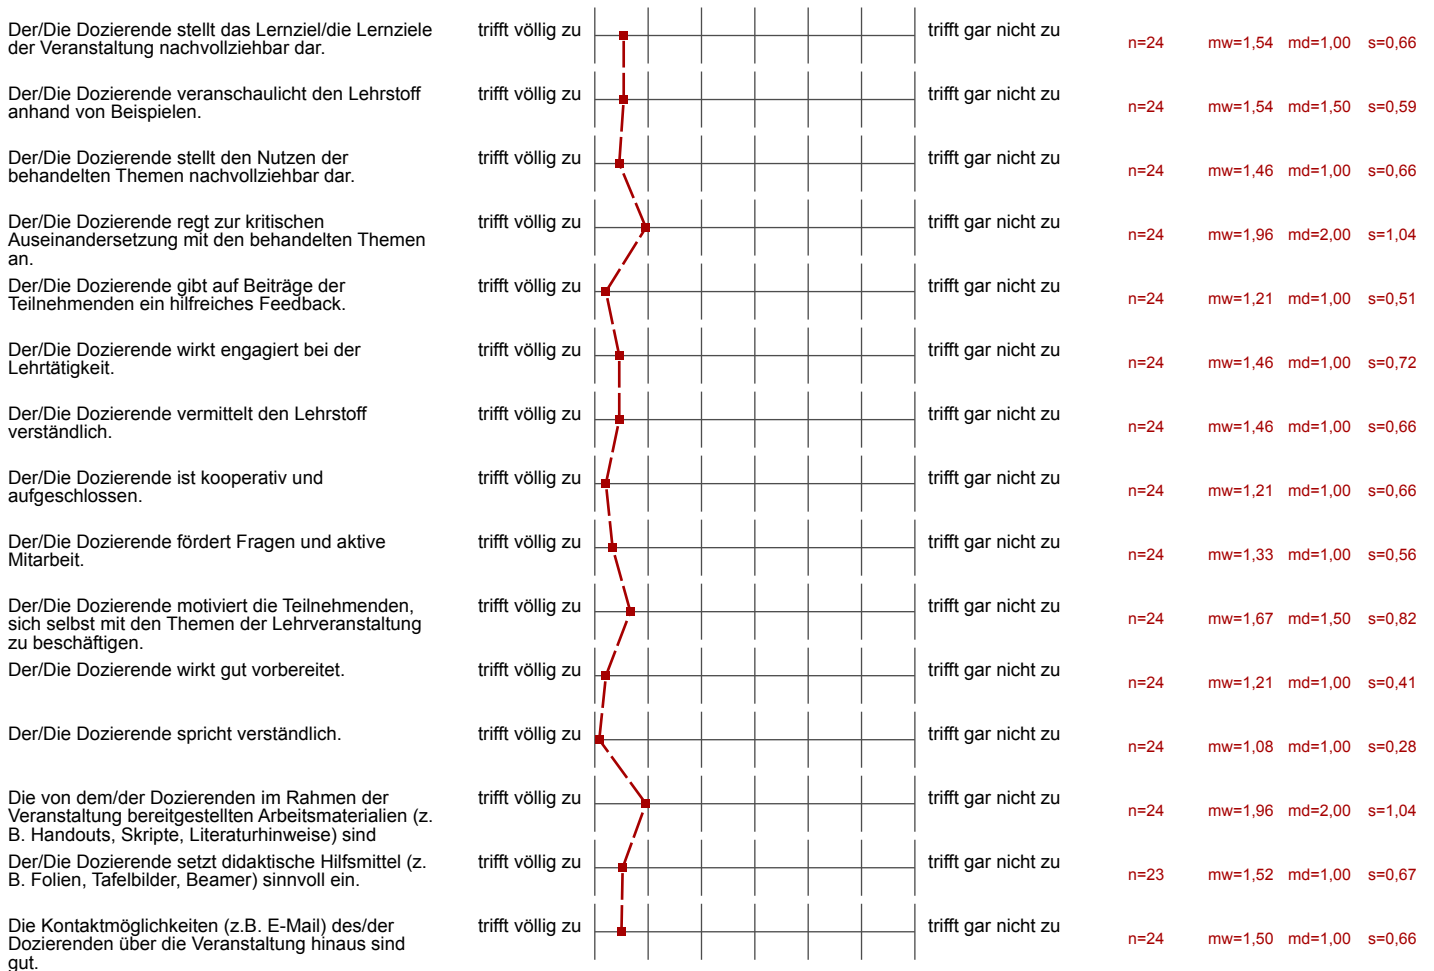 Der/Die Dozierende stellt das Lernziel/die Lernziele
der Veranstaltung nachvollziehbar dar.
trifft völlig zu
trifft gar nicht zu
n=24 mw=1,54 md=1,00 s=0,66
Der/Die Dozierende veranschaulicht den Lehrstoff
anhand von Beispielen.
trifft völlig zu
trifft gar nicht zu
n=24 mw=1,54 md=1,50 s=0,59
Der/Die Dozierende stellt den Nutzen der
behandelten Themen nachvollziehbar dar.
trifft völlig zu
trifft gar nicht zu
n=24 mw=1,46 md=1,00 s=0,66
Der/Die Dozierende regt zur kritischen
Auseinandersetzung mit den behandelten Themen
an.
trifft völlig zu
trifft gar nicht zu
n=24 mw=1,96 md=2,00 s=1,04
Der/Die Dozierende gibt auf Beiträge der
Teilnehmenden ein hilfreiches Feedback.
trifft völlig zu
trifft gar nicht zu
n=24 mw=1,21 md=1,00 s=0,51
Der/Die Dozierende wirkt engagiert bei der
Lehrtätigkeit.
trifft völlig zu
trifft gar nicht zu
n=24 mw=1,46 md=1,00 s=0,72
Der/Die Dozierende vermittelt den Lehrstoff
verständlich.
trifft völlig zu
trifft gar nicht zu
n=24 mw=1,46 md=1,00 s=0,66
Der/Die Dozierende ist kooperativ und
aufgeschlossen.
trifft völlig zu
trifft gar nicht zu
n=24 mw=1,21 md=1,00 s=0,66
Der/Die Dozierende fördert Fragen und aktive
Mitarbeit.
trifft völlig zu
trifft gar nicht zu
n=24 mw=1,33 md=1,00 s=0,56
Der/Die Dozierende motiviert die Teilnehmenden,
sich selbst mit den Themen der Lehrveranstaltung
zu beschäftigen.
trifft völlig zu
trifft gar nicht zu
n=24 mw=1,67 md=1,50 s=0,82
Der/Die Dozierende wirkt gut vorbereitet.
trifft völlig zu
trifft gar nicht zu
n=24 mw=1,21 md=1,00 s=0,41
Der/Die Dozierende spricht verständlich.
trifft völlig zu
trifft gar nicht zu
n=24 mw=1,08 md=1,00 s=0,28
Die von dem/der Dozierenden im Rahmen der
Veranstaltung bereitgestellten Arbeitsmaterialien (z.
B. Handouts, Skripte, Literaturhinweise) sind
trifft völlig zu
trifft gar nicht zu
n=24 mw=1,96 md=2,00 s=1,04
Der/Die Dozierende setzt didaktische Hilfsmittel (z.
B. Folien, Tafelbilder, Beamer) sinnvoll ein.
trifft völlig zu
trifft gar nicht zu
n=23 mw=1,52 md=1,00 s=0,67
Die Kontaktmöglichkeiten (z.B. E-Mail) des/der
Dozierenden über die Veranstaltung hinaus sind
gut.
trifft völlig zu
trifft gar nicht zu
n=24 mw=1,50 md=1,00 s=0,66